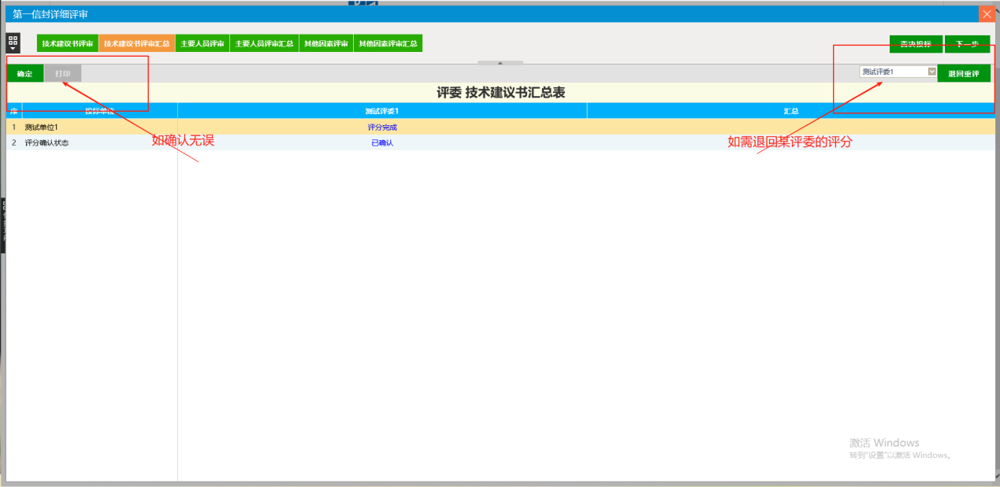 第一信封详细评审
技术建议书评审 技术建议书评审汇总 主要人员评审 主要人员评审汇总 其他因素评审 其他因素评审汇总 否决投标 下一步
确定 打印 测试评委1 退回重评
评委 技术建议书汇总表
序 投标单位 测试评委1 汇总
1 测试单位1 评分完成
2 评分确认状态 已确认
如确认无误 如需退回某评委的评分
激活 Windows
转到"设置"以激活 Windows。